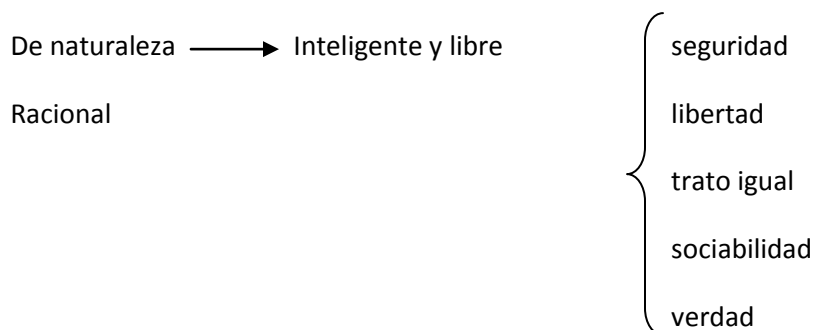 De naturaleza Inteligente y libre seguridad
Racional libertad
trato igual
sociabilidad
verdad